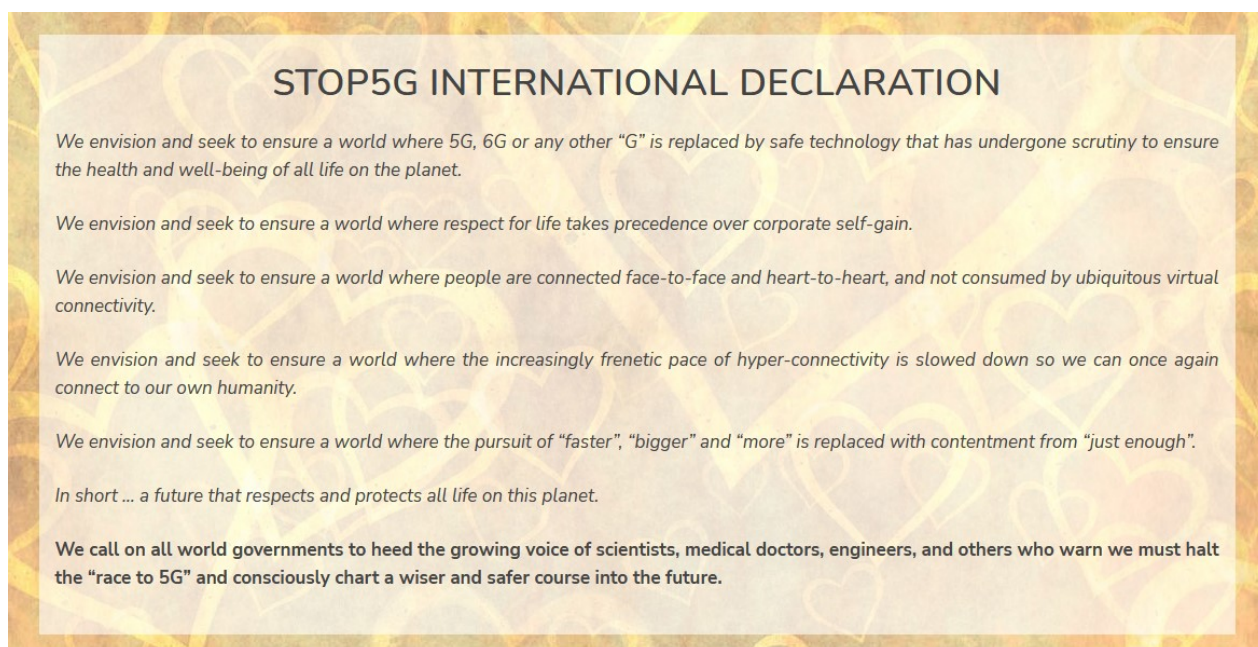 STOP5G INTERNATIONAL DECLARATION
We envision and seek to ensure a world where 5G, 6G or any other “G” is replaced by safe technology that has undergone scrutiny to ensure
the health and well-being of all life on the planet.
We envision and seek to ensure a world where respect for life takes precedence over corporate self-gain.
We envision and seek to ensure a world where people are connected face-to-face and heart-to-heart, and not consumed by ubiquitous virtual
connectivity.
We envision and seek to ensure a world where the increasingly frenetic pace of hyper-connectivity is slowed down so we can once again
connect to our own humanity.
We envision and seek to ensure a world where the pursuit of “faster”, “bigger” and “more” is replaced with contentment from “just enough”.
In short ... a future that respects and protects all life on this planet.
We call on all world governments to heed the growing voice of scientists, medical doctors, engineers, and others who warn we must halt
the “race to 5G” and consciously chart a wiser and safer course into the future.